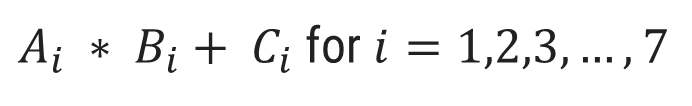 A_i * B_i + C_i for i = 1,2,3, ... , 7